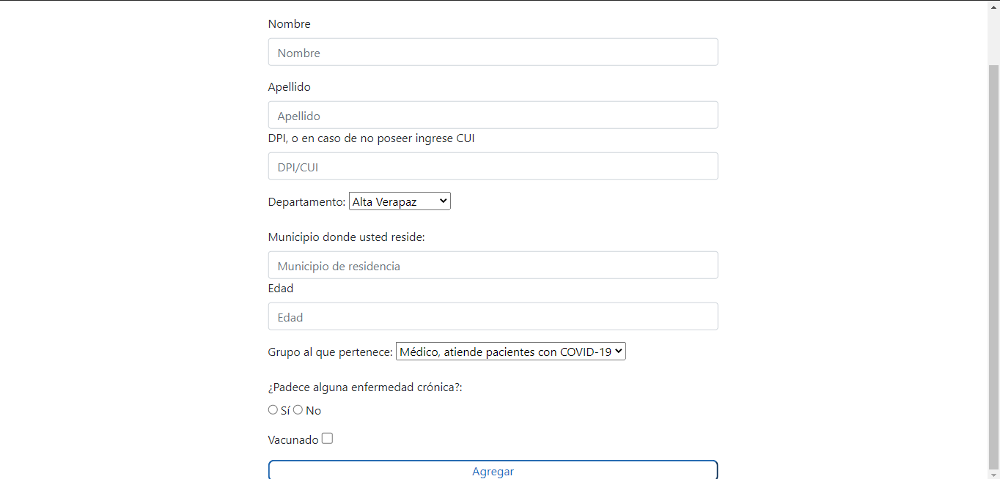 Nombre
Nombre
Apellido
Apellido
DPI, o en caso de no poseer ingrese CUI
DPI/CUI
Departamento: Alta Verapaz
Municipio donde usted reside:
Municipio de residencia
Edad
Edad
Grupo al que pertenece: Médico, atiende pacientes con COVID-19
¿Padece alguna enfermedad crónica?:
Sí No
Vacunado
Agregar